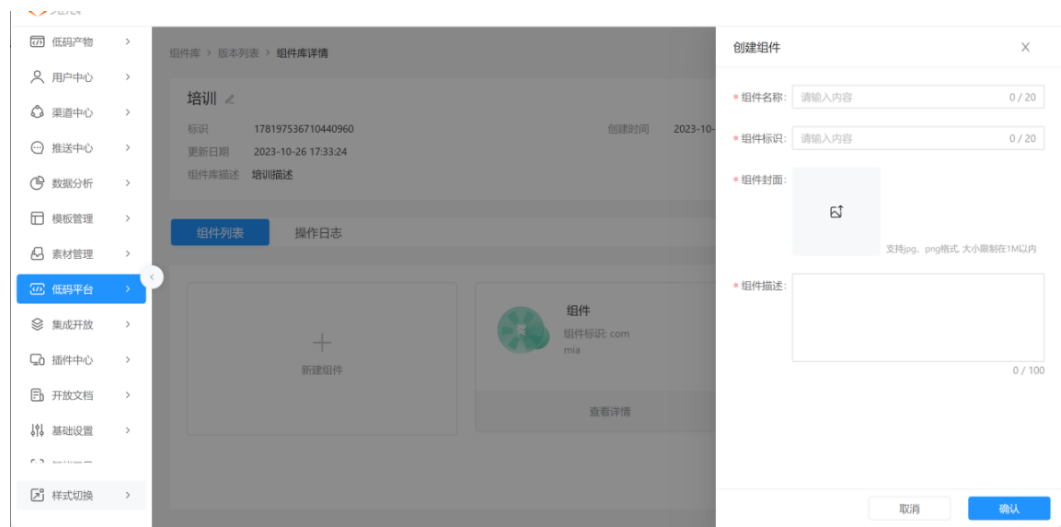 低码产物
用户中心
渠道中心
推送中心
数据分析
模板管理
素材管理
低码平台
集成开放
插件中心
开放文档
基础设置
样式切换
组件库 > 版本列表 > 组件库详情
培训
标识 178197536710440960
创建时间 2023-10-
更新日期 2023-10-26 17:33:24
组件库描述 培训描述
组件列表 操作日志
新建组件
组件
组件标识: com
mia
查看详情
创建组件
* 组件名称: 请输入内容 0 / 20
* 组件标识: 请输入内容 0 / 20
* 组件封面:
支持jpg、png格式, 大小限制在1M以内
* 组件描述:
0 / 100
取消 确认